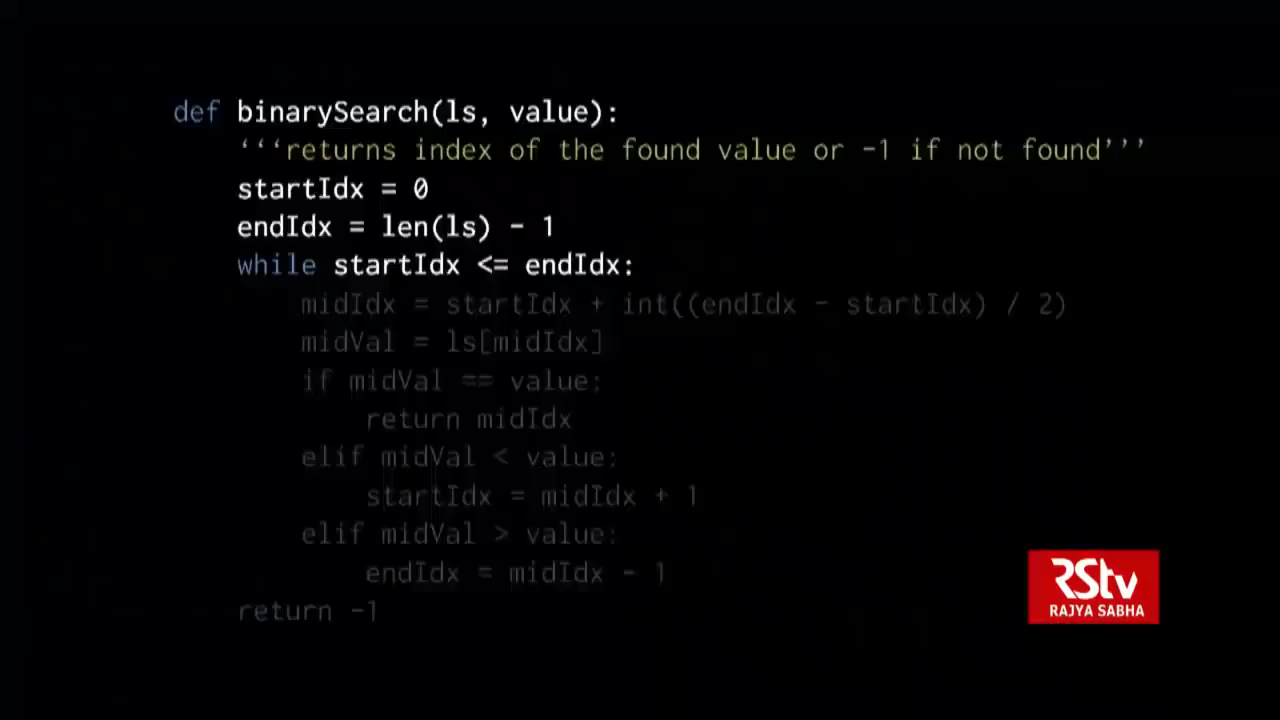 def binarySearch(ls, value):
    ‘‘‘returns index of the found value or -1 if not found’’’
    startIdx = 0
    endIdx = len(ls) - 1
    while startIdx <= endIdx:
        midIdx = startIdx + int((endIdx - startIdx) / 2)
        midVal = ls[midIdx]
        if midVal == value:
            return midIdx
        elif midVal < value:
            startIdx = midIdx + 1
        elif midVal > value:
            endIdx = midIdx - 1
    return -1
RStv
RAJYA SABHA